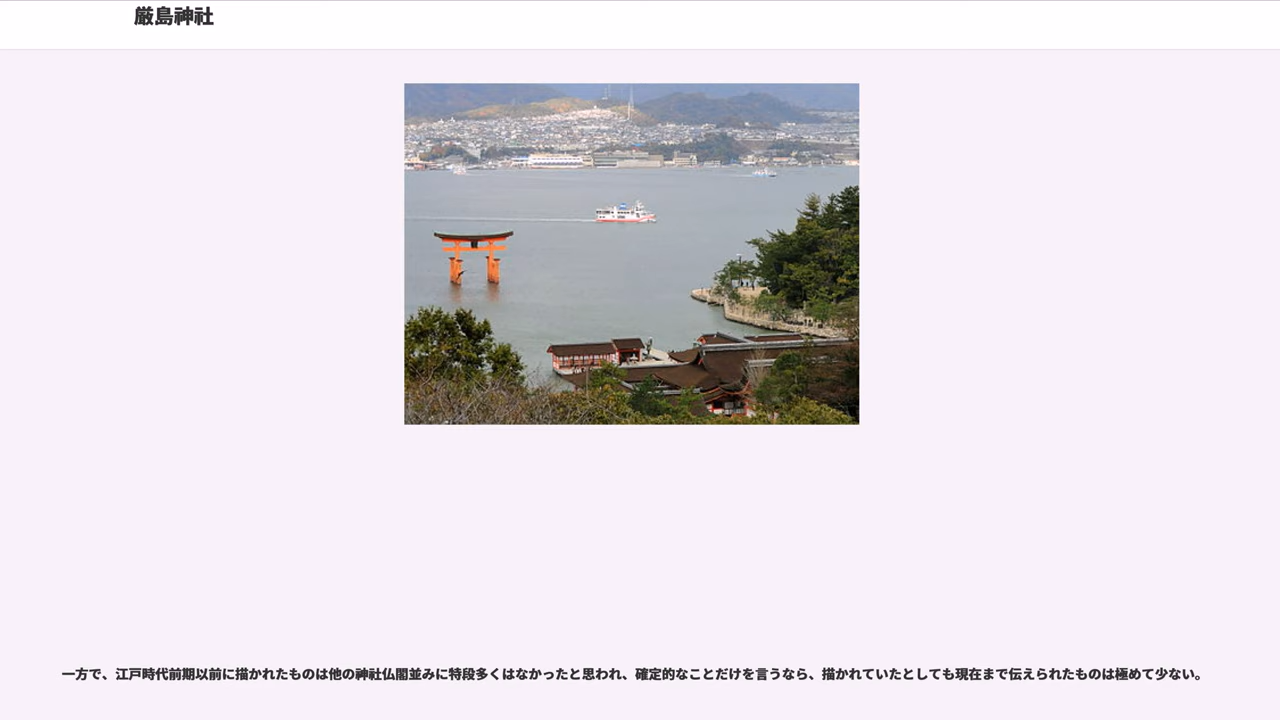 厳島神社
一方で、江戸時代前期以前に描かれたものは他の神社仏閣並みに特段多くはなかったと思われ、確定的なことだけを言うなら、描かれていたとしても現在まで伝えられたものは極めて少ない。